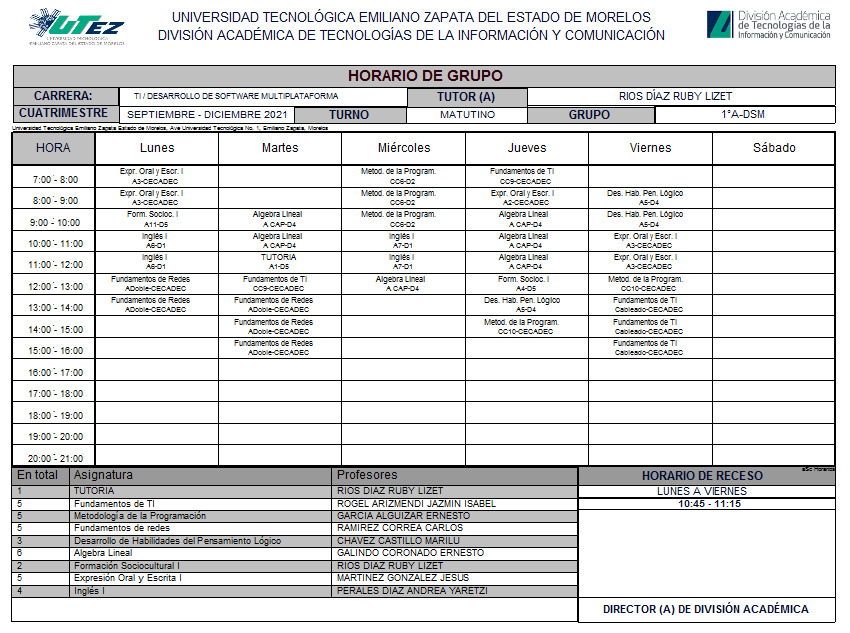 UTEZ
UNIVERSIDAD TECNOLÓGICA
EMILIANO ZAPATA DEL ESTADO DE MORELOS
UNIVERSIDAD TECNOLÓGICA EMILIANO ZAPATA DEL ESTADO DE MORELOS
DIVISIÓN ACADÉMICA DE TECNOLOGÍAS DE LA INFORMACIÓN Y COMUNICACIÓN
División Académica
de Tecnologías de la
Información y Comunicación
HORARIO DE GRUPO
CARRERA: TI / DESARROLLO DE SOFTWARE MULTIPLATAFORMA TUTOR (A) RIOS DÍAZ RUBY LIZET
CUATRIMESTRE SEPTIEMBRE - DICIEMBRE 2021 TURNO MATUTINO GRUPO 1°A-DSM
Universidad Tecnológica Emiliano Zapata Estado de Morelos, Ave Universidad Tecnológica No. 1, Emiliano Zapata, Morelos
HORA Lunes Martes Miércoles Jueves Viernes Sábado
7:00 - 8:00 Expr. Oral y Escr. I Metod. de la Program. Fundamentos de TI
A3-CECADEC CC6-D2 CC9-CECADEC
8:00 - 9:00 Expr. Oral y Escr. I Metod. de la Program. Expr. Oral y Escr. I Des. Hab. Pen. Lógico
A3-CECADEC CC6-D2 A2-CECADEC A5-D4
9:00 - 10:00 Form. Socioc. I Algebra Lineal Metod. de la Program. Algebra Lineal Des. Hab. Pen. Lógico
A11-D5 A CAP-D4 CC6-D2 A CAP-D4 A5-D4
10:00 - 11:00 Inglés I Algebra Lineal Inglés I Algebra Lineal Expr. Oral y Escr. I
A6-D1 A CAP-D4 A7-D1 A CAP-D4 A3-CECADEC
11:00 - 12:00 Inglés I TUTORIA Inglés I Algebra Lineal Expr. Oral y Escr. I
A6-D1 A1-D5 A7-D1 A CAP-D4 A3-CECADEC
12:00 - 13:00 Fundamentos de Redes Fundamentos de TI Algebra Lineal Form. Socioc. I Metod. de la Program.
ADoble-CECADEC CC9-CECADEC A CAP-D4 A4-D5 CC10-CECADEC
13:00 - 14:00 Fundamentos de Redes Fundamentos de Redes Des. Hab. Pen. Lógico Fundamentos de TI
ADoble-CECADEC ADoble-CECADEC A5-D4 Cableado-CECADEC
14:00 - 15:00 Fundamentos de Redes Metod. de la Program. Fundamentos de TI
ADoble-CECADEC CC10-CECADEC Cableado-CECADEC
15:00 - 16:00 Fundamentos de Redes Fundamentos de TI
ADoble-CECADEC Cableado-CECADEC
16:00 - 17:00
17:00 - 18:00
18:00 - 19:00
19:00 - 20:00
20:00 - 21:00
aSc Horarios
En total Asignatura Profesores HORARIO DE RECESO
1 TUTORIA RIOS DIAZ RUBY LIZET LUNES A VIERNES
5 Fundamentos de TI ROGEL ARIZMENDI JAZMIN ISABEL 10:45 - 11:15
5 Metodología de la Programación GARCIA ALGUIZAR ERNESTO
5 Fundamentos de redes RAMIREZ CORREA CARLOS
3 Desarrollo de Habilidades del Pensamiento Lógico CHAVEZ CASTILLO MARILU
6 Algebra Lineal GALINDO CORONADO ERNESTO
2 Formación Sociocultural I RIOS DIAZ RUBY LIZET
5 Expresión Oral y Escrita I MARTINEZ GONZALEZ JESUS
4 Inglés I PERALES DIAZ ANDREA YARETZI
DIRECTOR (A) DE DIVISIÓN ACADÉMICA